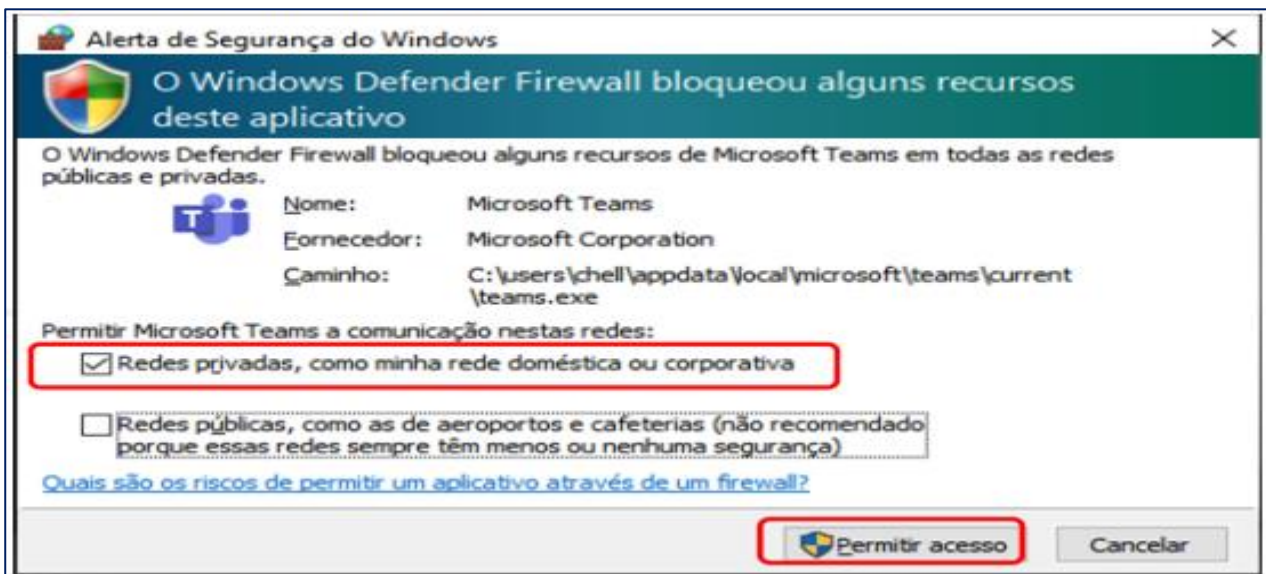 Alerta de Segurança do Windows
O Windows Defender Firewall bloqueou alguns recursos
deste aplicativo
O Windows Defender Firewall bloqueou alguns recursos de Microsoft Teams em todas as redes
públicas e privadas.
Nome: Microsoft Teams
Fornecedor: Microsoft Corporation
Caminho: C:\users\chell\appdata\local\microsoft\teams\current
\teams.exe
Permitir Microsoft Teams a comunicação nestas redes:
Redes privadas, como minha rede doméstica ou corporativa
Redes públicas, como as de aeroportos e cafeterias (não recomendado
porque essas redes sempre têm menos ou nenhuma segurança)
Quais são os riscos de permitir um aplicativo através de um firewall?
Permitir acesso Cancelar